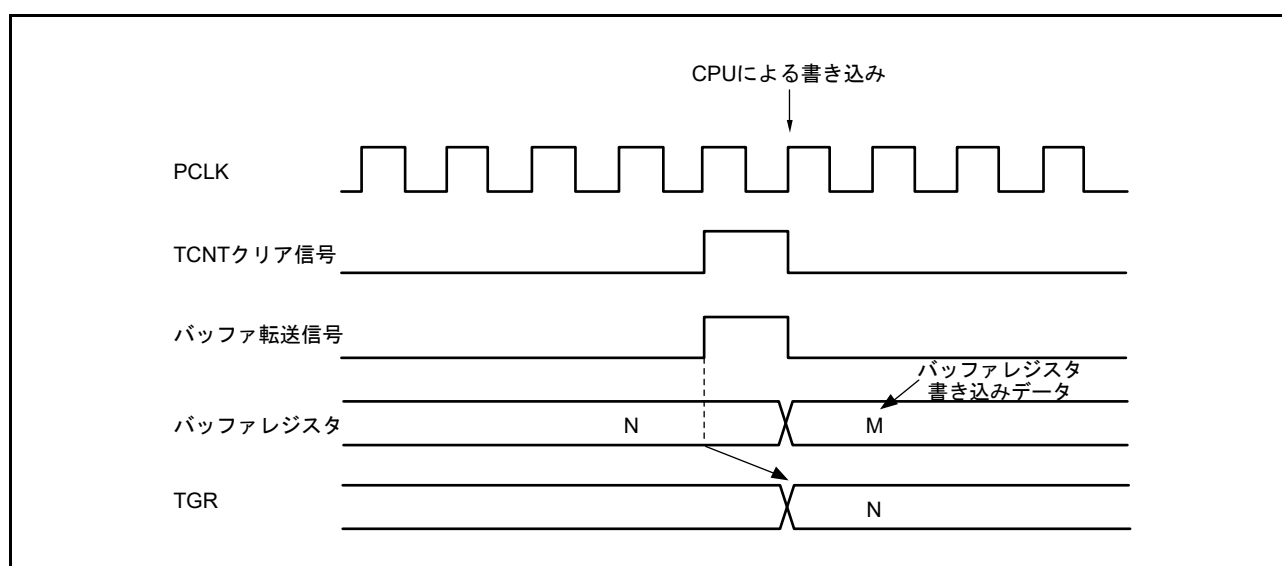 CPUによる書き込み
PCLK
TCNTクリア信号
バッファ転送信号
バッファレジスタ
書き込みデータ
バッファレジスタ
N
M
TGR
N